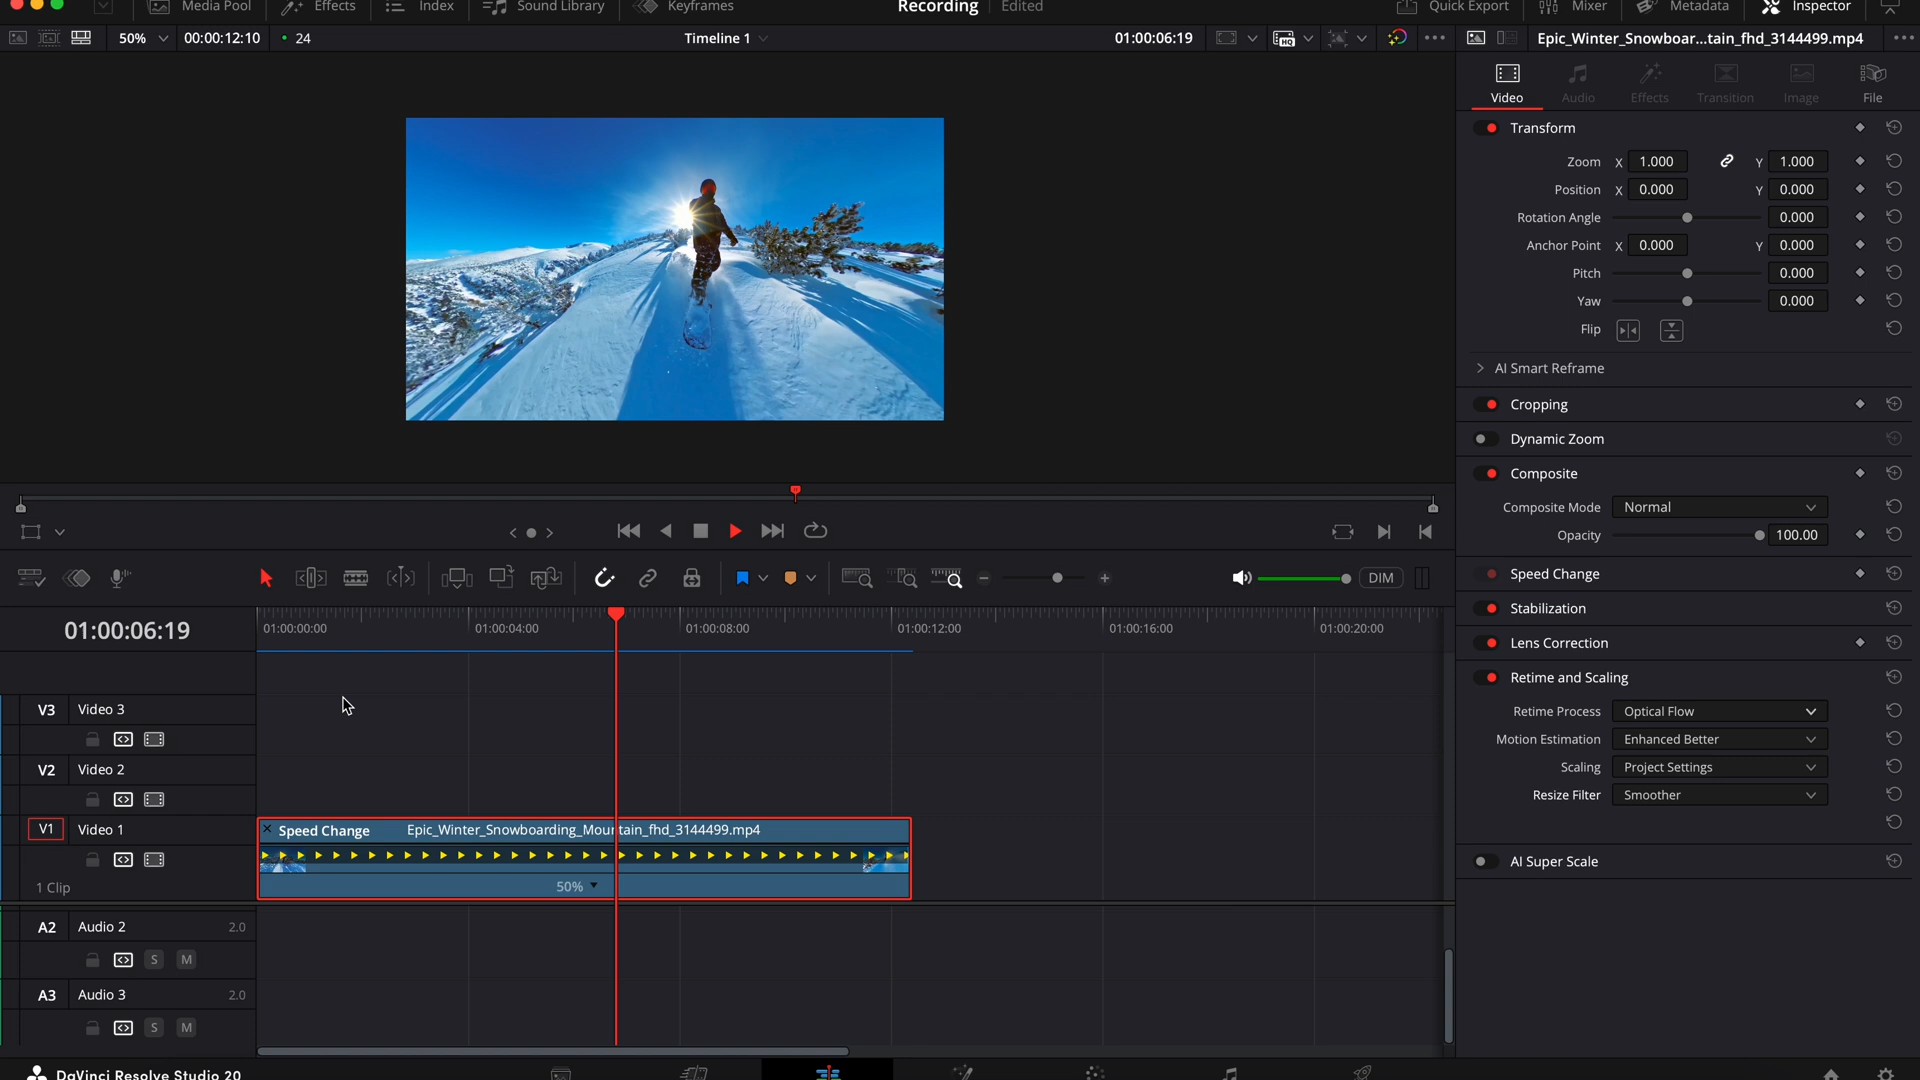 Media Pool Effects Index Sound Library Keyframes Recording Edited Quick Export Mixer Metadata Inspector
50% 00:00:12:10 24 Timeline 1 01:00:06:19 HQ Epic_Winter_Snowboar...tain_fhd_3144499.mp4
Video Audio Effects Transition Image File
Transform
Zoom X 1.000 Y 1.000
Position X 0.000 Y 0.000
Rotation Angle 0.000
Anchor Point X 0.000 Y 0.000
Pitch 0.000
Yaw 0.000
Flip
AI Smart Reframe
Cropping
Dynamic Zoom
Composite
Composite Mode Normal
Opacity 100.00
Speed Change
Stabilization
Lens Correction
Retime and Scaling
Retime Process Optical Flow
Motion Estimation Enhanced Better
Scaling Project Settings
Resize Filter Smoother
AI Super Scale
DIM
01:00:06:19 01:00:00:00 01:00:04:00 01:00:08:00 01:00:12:00 01:00:16:00 01:00:20:00
V3 Video 3
V2 Video 2
V1 Video 1 Speed Change Epic_Winter_Snowboarding_Mountain_fhd_3144499.mp4
1 Clip 50%
A2 Audio 2 2.0
S M
A3 Audio 3 2.0
S M
DaVinci Resolve Studio 20